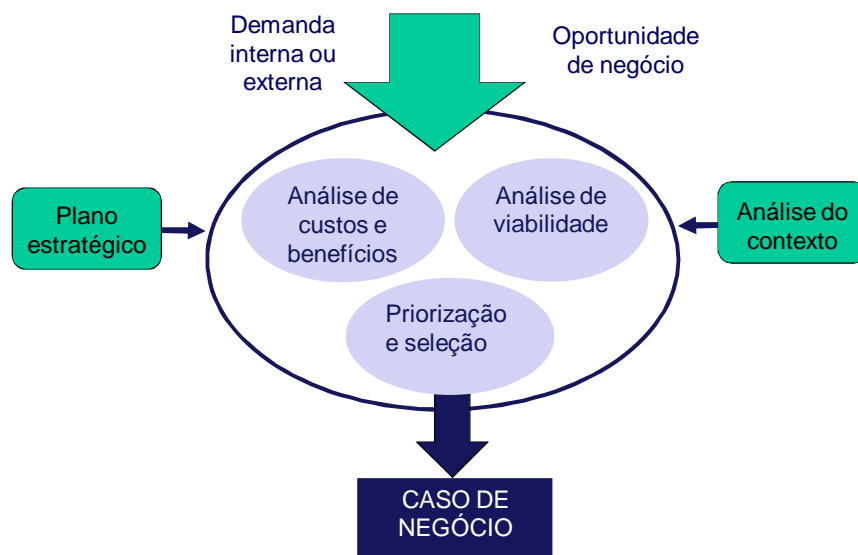 Demanda
interna ou
externa
Oportunidade
de negócio
Plano
estratégico
Análise de
custos e
benefícios
Análise de
viabilidade
Análise do
contexto
Priorização
e seleção
CASO DE
NEGÓCIO